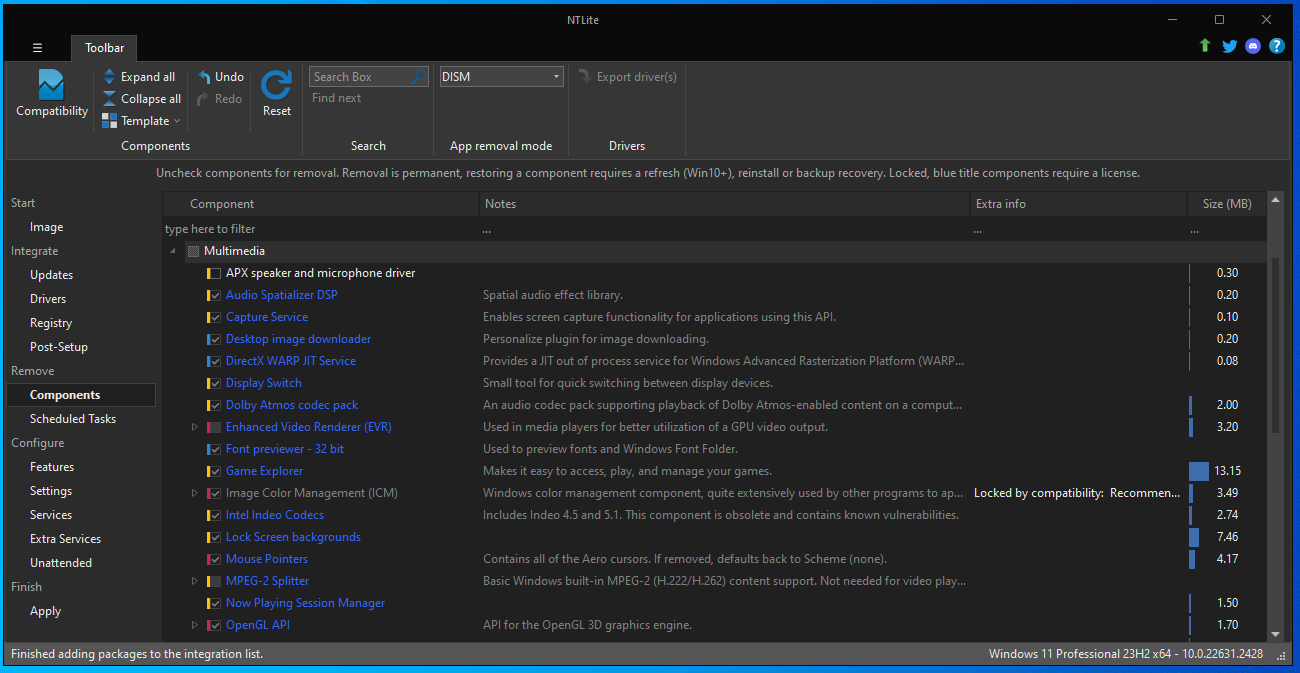 NTLite
Toolbar
Compatibility
Expand all
Collapse all
Template
Components
Undo
Redo
Reset
Search Box
Find next
Search
DISM
App removal mode
Export driver(s)
Drivers
Uncheck components for removal. Removal is permanent, restoring a component requires a refresh (Win10+), reinstall or backup recovery. Locked, blue title components require a license.
Start
Image
Integrate
Updates
Drivers
Registry
Post-Setup
Remove
Components
Scheduled Tasks
Configure
Features
Settings
Services
Extra Services
Unattended
Finish
Apply
Component Notes Extra info Size (MB)
type here to filter ... ... ...
Multimedia
APX speaker and microphone driver 0.30
Audio Spatializer DSP Spatial audio effect library. 0.20
Capture Service Enables screen capture functionality for applications using this API. 0.10
Desktop image downloader Personalize plugin for image downloading. 0.20
DirectX WARP JIT Service Provides a JIT out of process service for Windows Advanced Rasterization Platform (WARP... 0.08
Display Switch Small tool for quick switching between display devices.
Dolby Atmos codec pack An audio codec pack supporting playback of Dolby Atmos-enabled content on a comput... 2.00
Enhanced Video Renderer (EVR) Used in media players for better utilization of a GPU video output. 3.20
Font previewer - 32 bit Used to preview fonts and Windows Font Folder.
Game Explorer Makes it easy to access, play, and manage your games. 13.15
Image Color Management (ICM) Windows color management component, quite extensively used by other programs to ap... Locked by compatibility: Recommen... 3.49
Intel Indeo Codecs Includes Indeo 4.5 and 5.1. This component is obsolete and contains known vulnerabilities. 2.74
Lock Screen backgrounds 7.46
Mouse Pointers Contains all of the Aero cursors. If removed, defaults back to Scheme (none). 4.17
MPEG-2 Splitter Basic Windows built-in MPEG-2 (H.222/H.262) content support. Not needed for video play...
Now Playing Session Manager 1.50
OpenGL API API for the OpenGL 3D graphics engine. 1.70
Finished adding packages to the integration list. Windows 11 Professional 23H2 x64 - 10.0.22631.2428